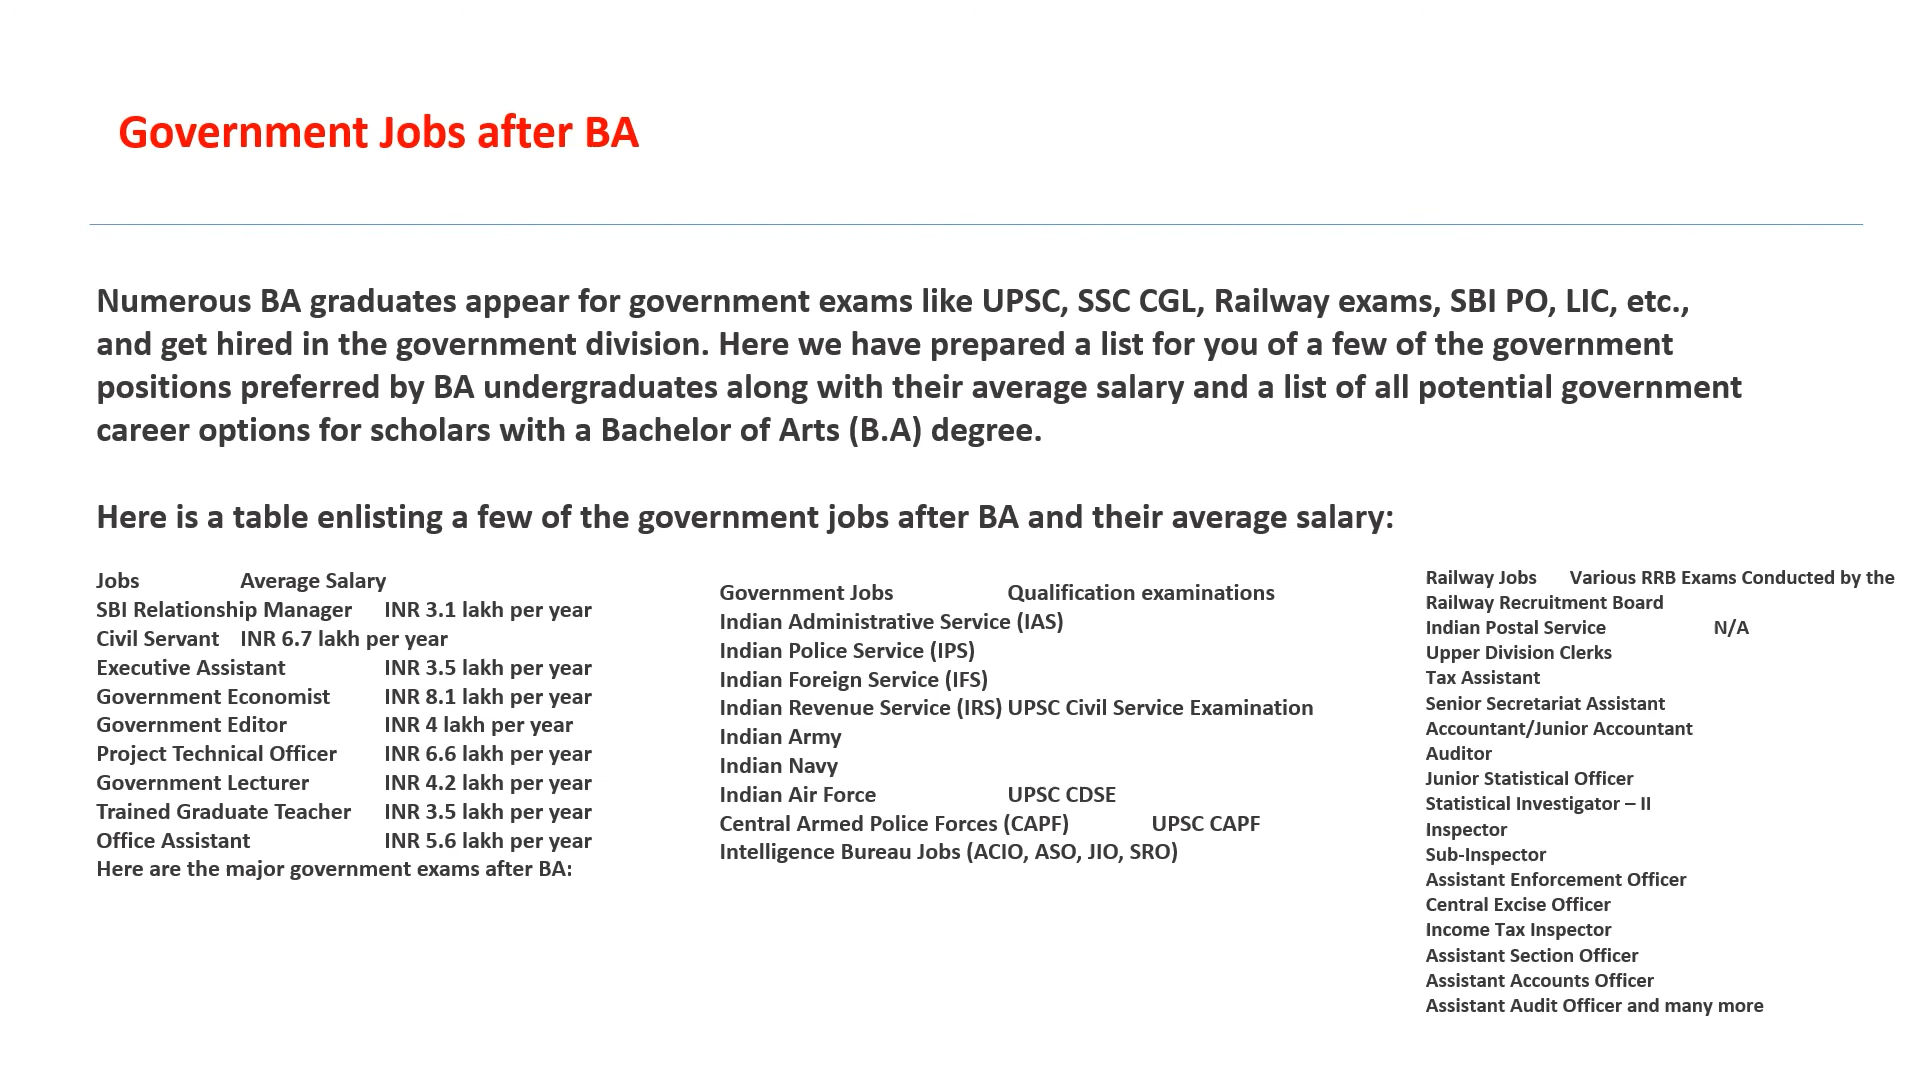 Government Jobs after BA
Numerous BA graduates appear for government exams like UPSC, SSC CGL, Railway exams, SBI PO, LIC, etc.,
and get hired in the government division. Here we have prepared a list for you of a few of the government
positions preferred by BA undergraduates along with their average salary and a list of all potential government
career options for scholars with a Bachelor of Arts (B.A) degree.
Here is a table enlisting a few of the government jobs after BA and their average salary:
Jobs Average Salary
SBI Relationship Manager INR 3.1 lakh per year
Civil Servant INR 6.7 lakh per year
Executive Assistant INR 3.5 lakh per year
Government Economist INR 8.1 lakh per year
Government Editor INR 4 lakh per year
Project Technical Officer INR 6.6 lakh per year
Government Lecturer INR 4.2 lakh per year
Trained Graduate Teacher INR 3.5 lakh per year
Office Assistant INR 5.6 lakh per year
Here are the major government exams after BA:
Government Jobs Qualification examinations
Indian Administrative Service (IAS)
Indian Police Service (IPS)
Indian Foreign Service (IFS)
Indian Revenue Service (IRS) UPSC Civil Service Examination
Indian Army
Indian Navy
Indian Air Force UPSC CDSE
Central Armed Police Forces (CAPF) UPSC CAPF
Intelligence Bureau Jobs (ACIO, ASO, JIO, SRO)
Railway Jobs Various RRB Exams Conducted by the
Railway Recruitment Board
Indian Postal Service N/A
Upper Division Clerks
Tax Assistant
Senior Secretariat Assistant
Accountant/Junior Accountant
Auditor
Junior Statistical Officer
Statistical Investigator – II
Inspector
Sub-Inspector
Assistant Enforcement Officer
Central Excise Officer
Income Tax Inspector
Assistant Section Officer
Assistant Accounts Officer
Assistant Audit Officer and many more